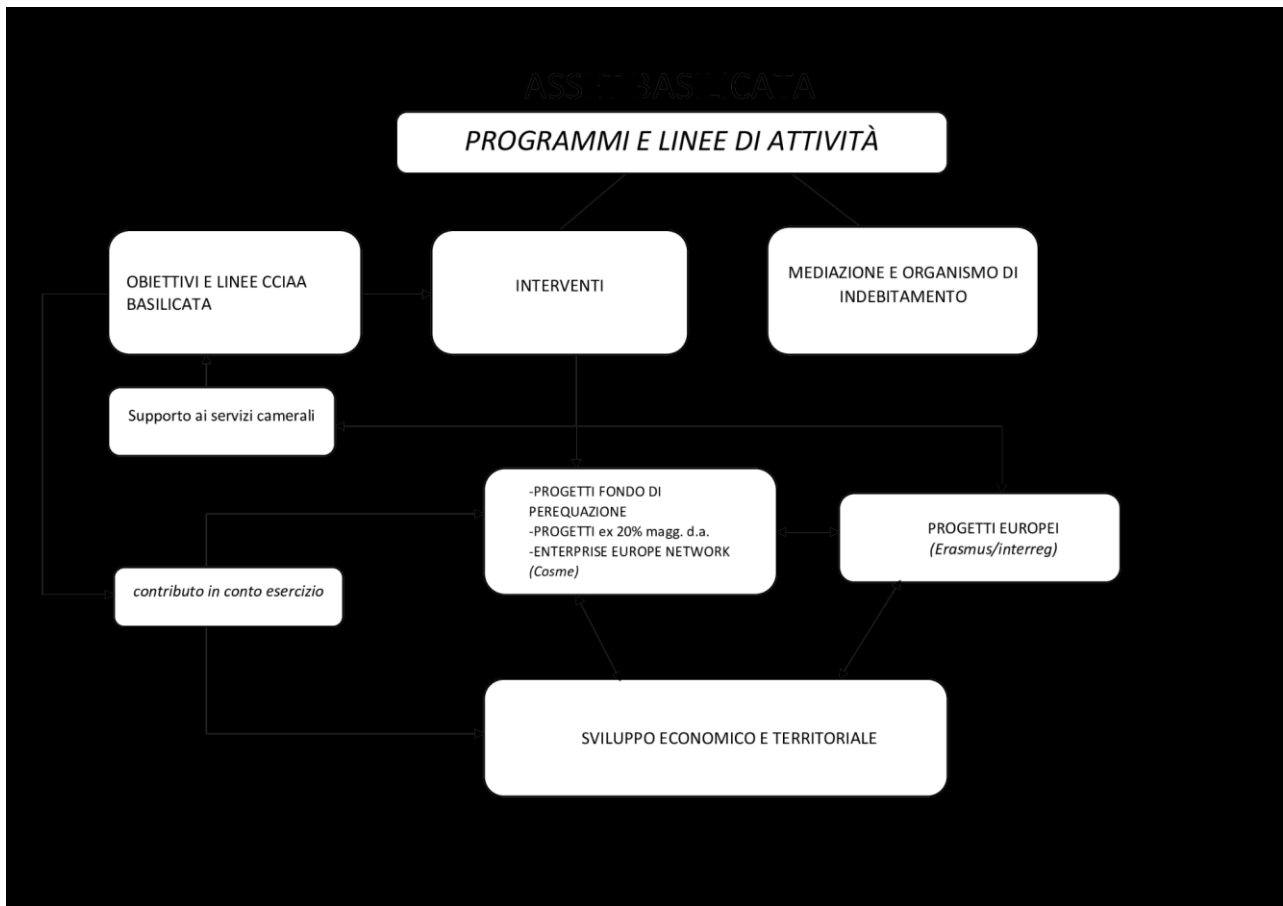 ASSET BASILICATA
PROGRAMMI E LINEE DI ATTIVITÀ
OBIETTIVI E LINEE CCIAA
BASILICATA
INTERVENTI
MEDIAZIONE E ORGANISMO DI
INDEBITAMENTO
Supporto ai servizi camerali
-PROGETTI FONDO DI
PEREQUAZIONE
-PROGETTI ex 20% magg. d.a.
-ENTERPRISE EUROPE NETWORK
(Cosme)
PROGETTI EUROPEI
(Erasmus/interreg)
contributo in conto esercizio
SVILUPPO ECONOMICO E TERRITORIALE